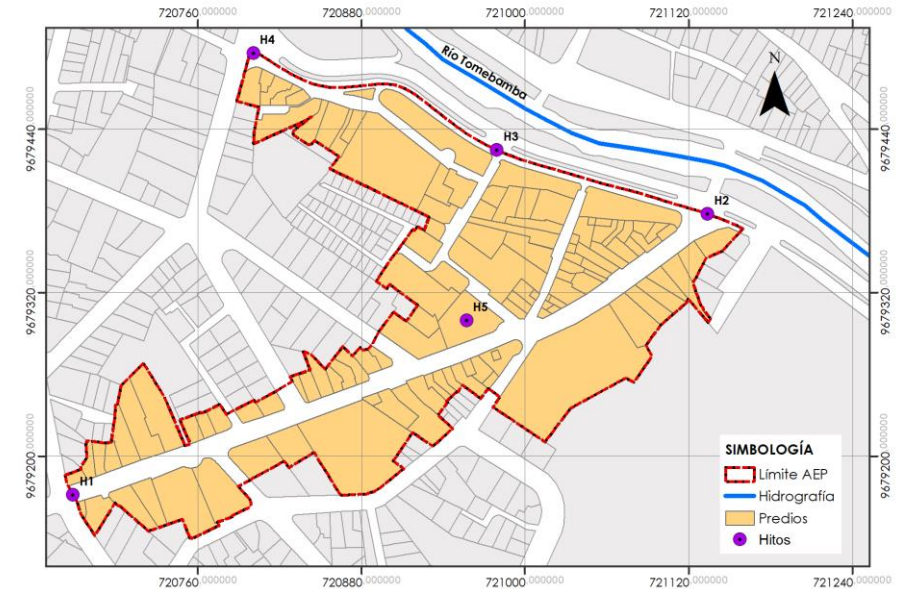 720760.000000 720880.000000 721000.000000 721120.000000 721240.000000
H4
N
Río Tomebamba
9679440.000000 9679440.000000
H3
H2
9679320.000000 9679320.000000
H5
SIMBOLOGÍA
9679200.000000 9679200.000000
Límite AEP
H1
Hidrografía
Predios
Hitos
720760.000000 720880.000000 721000.000000 721120.000000 721240.000000